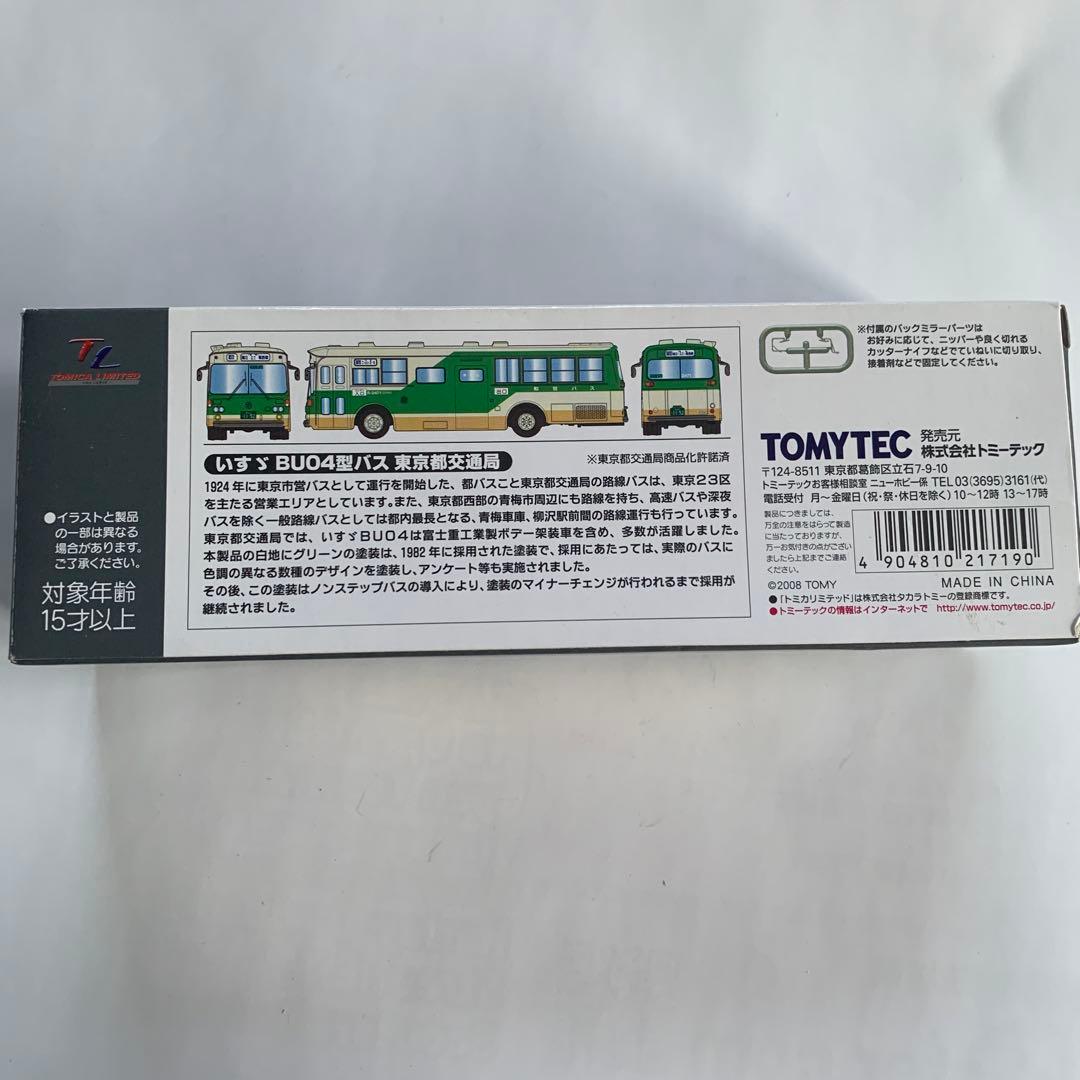 TL
TOMICA LIMITED
●イラストと製品
の一部は異なる
場合があります。
ご了承ください。
対象年齢
15才以上
いすゞ BU04型バス 東京都交通局
※東京都交通局商品化許諾済
1924年に東京市営バスとして運行を開始した、都バスこと東京都交通局の路線バスは、東京23区
を主たる営業エリアとしています。また、東京都西部の青梅市周辺にも路線を持ち、高速バスや深夜
バスを除く一般路線バスとしては都内最長となる、青梅車庫、柳沢駅前間の路線運行も行っています。
東京都交通局では、いすゞBU04は富士重工業製ボデー架装車を含め、多数が活躍しました。
本製品の白地にグリーンの塗装は、1982年に採用された塗装で、採用にあたっては、実際のバスに
色調の異なる数種のデザインを塗装し、アンケート等も実施されました。
その後、この塗装はノンステップバスの導入により、塗装のマイナーチェンジが行われるまで採用が
継続されました。
※付属のバックミラーパーツは
お好みに応じて、ニッパーや良く切れる
カッターナイフなどでていねいに切り取り、
接着剤などで固定してください。
TOMYTEC 発売元 株式会社トミーテック
〒124-8511 東京都葛飾区立石7-9-10
トミーテックお客様相談室 ニューホビー係 TEL 03(3695)3161(代)
電話受付 月〜金曜日(祝・祭・休日を除く)10〜12時 13〜17時
製品につきましては、
万全の注意をはらって製造
に当たっておりますが、
万一お気付きの点がござい
ましたら上記までご連絡
ください。
4 904810 217190
©2008 TOMY
MADE IN CHINA
●「トミカリミテッド」は株式会社タカラトミーの登録商標です。
●トミーテックの情報はインターネットで http://www.tomytec.co.jp/